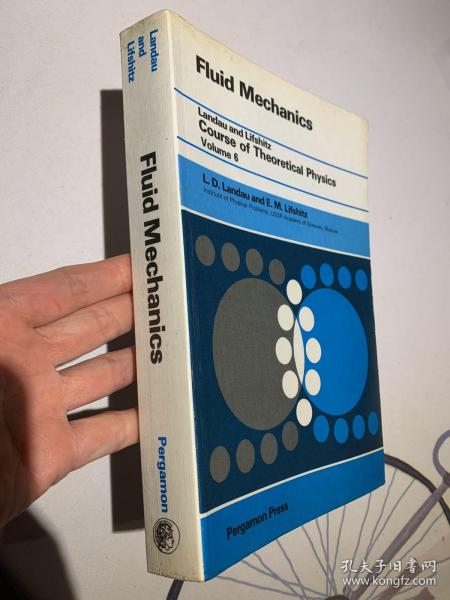 Landau
and
Lifshitz
Fluid Mechanics
Pergamon
Fluid Mechanics
Landau and Lifshitz
Course of Theoretical Physics
Volume 6
L. D. Landau and E. M. Lifshitz
Institute of Physical Problems, USSR Academy of Sciences, Moscow
Pergamon Press
孔夫子旧书网
www.kongfz.com